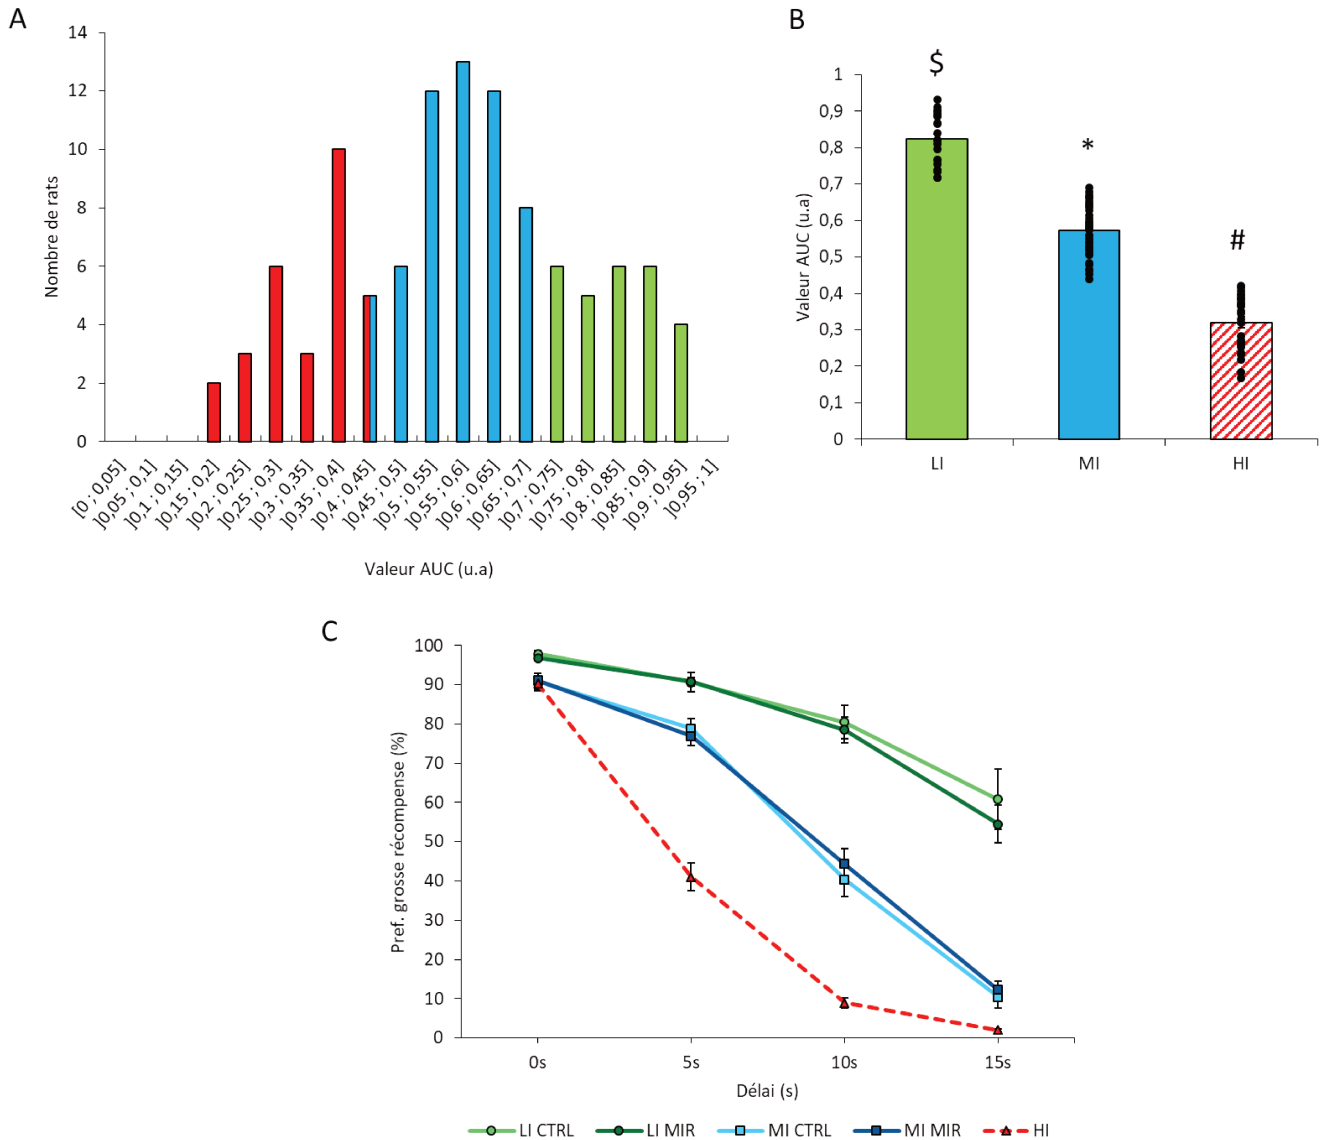 A
14
12
10
8
6
4
2
0
Nombre de rats
[0 ; 0,05]
]0,05 ; 0,1]
]0,1 ; 0,15]
]0,15 ; 0,2]
]0,2 ; 0,25]
]0,25 ; 0,3]
]0,3 ; 0,35]
]0,35 ; 0,4]
]0,4 ; 0,45]
]0,45 ; 0,5]
]0,5 ; 0,55]
]0,55 ; 0,6]
]0,6 ; 0,65]
]0,65 ; 0,7]
]0,7 ; 0,75]
]0,75 ; 0,8]
]0,8 ; 0,85]
]0,85 ; 0,9]
]0,9 ; 0,95]
]0,95 ; 1]
Valeur AUC (u.a)
B
1
0,9
0,8
0,7
0,6
0,5
0,4
0,3
0,2
0,1
0
Valeur AUC (u.a)
$
*
#
LI MI HI
C
100
90
80
70
60
50
40
30
20
10
0
Pref. grosse récompense (%)
0s 5s 10s 15s
Délai (s)
LI CTRL LI MIR MI CTRL MI MIR HI